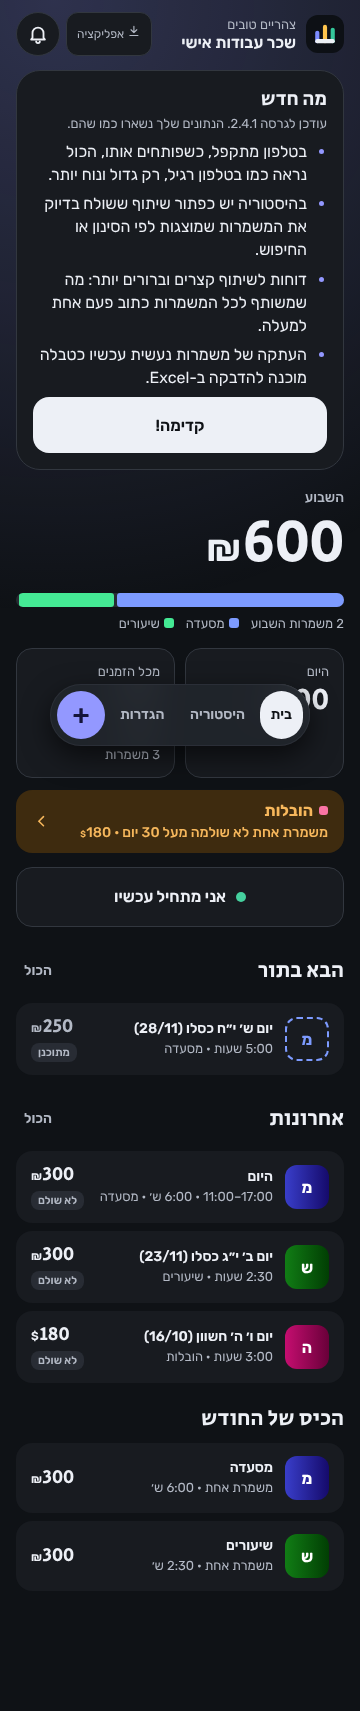 צהריים טובים
שכר עבודות אישי
אפליקציה
מה חדש
עודכן לגרסה 2.4.1. הנתונים שלך נשארו כמו שהם.
• בטלפון מתקפל, כשפותחים אותו, הכול
נראה כמו בטלפון רגיל, רק גדול ונוח יותר.
• בהיסטוריה יש כפתור שיתוף ששולח בדיוק
את המשמרות שמוצגות לפי הסינון או
החיפוש.
• דוחות לשיתוף קצרים וברורים יותר: מה
שמשותף לכל המשמרות כתוב פעם אחת
למעלה.
• העתקה של משמרות נעשית עכשיו כטבלה
מוכנה להדבקה ב-Excel.
קדימה!
השבוע
₪600
2 משמרות השבוע מסעדה שיעורים
היום
מכל הזמנים
בית
היסטוריה
הגדרות
+
3 משמרות
הובלות
משמרת אחת לא שולמה מעל 30 יום · 180$
אני מתחיל עכשיו
הבא בתור
הכול
מ
יום ש׳ י״ח כסלו (28/11)
5:00 שעות · מסעדה
₪250
מתוכנן
אחרונות
הכול
מ
היום
11:00–17:00 · 6:00 ש׳ · מסעדה
₪300
לא שולם
ש
יום ב׳ י״ג כסלו (23/11)
2:30 שעות · שיעורים
₪300
לא שולם
ה
יום ו׳ ה׳ חשוון (16/10)
3:00 שעות · הובלות
$180
לא שולם
הכיס של החודש
מ
מסעדה
משמרת אחת · 6:00 ש׳
₪300
ש
שיעורים
משמרת אחת · 2:30 ש׳
₪300